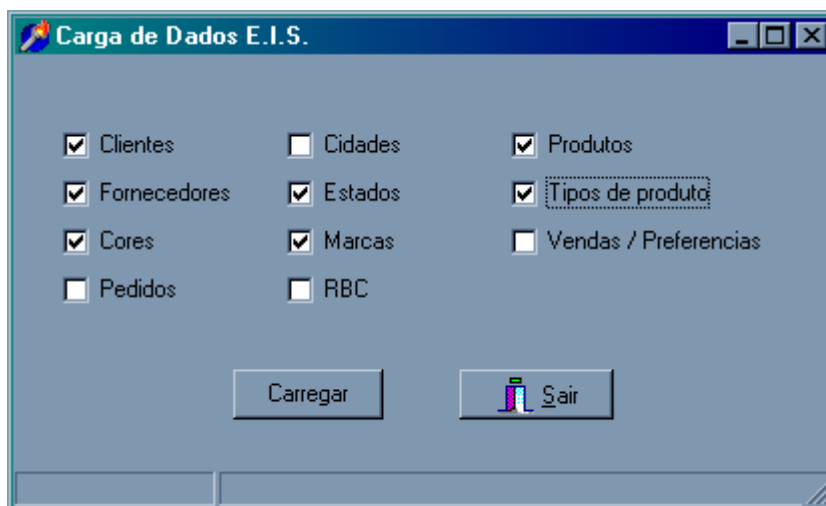 Carga de Dados E.I.S.
Clientes
Cidades
Produtos
Fornecedores
Estados
Tipos de produto
Cores
Marcas
Vendas / Preferencias
Pedidos
RBC
Carregar
Sair